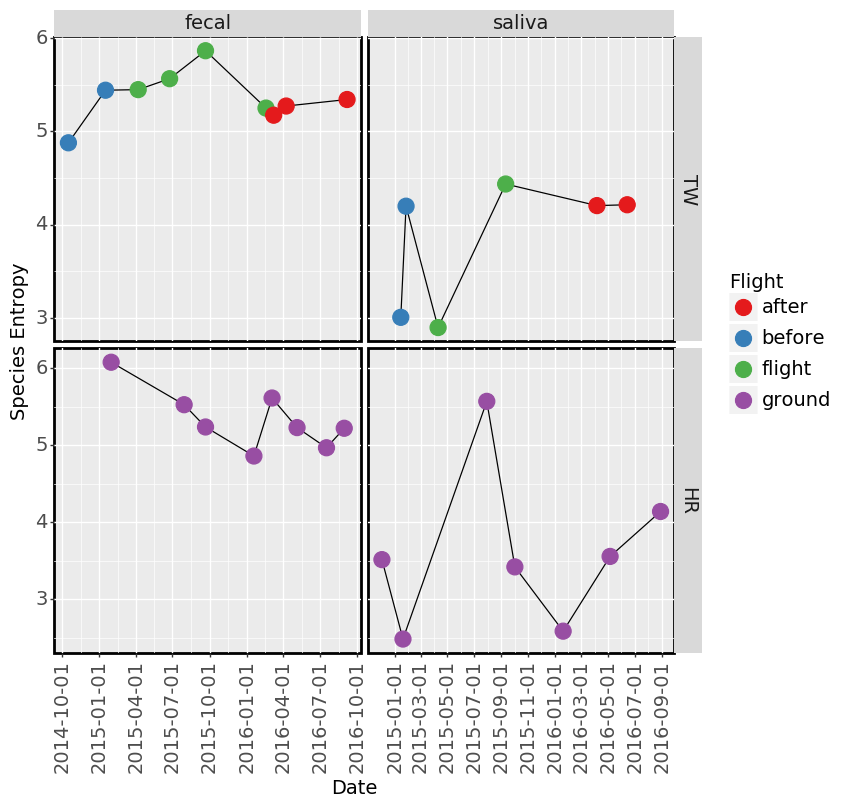 fecal
saliva
6
5
4
3
TW
6
5
4
3
HR
Species Entropy
2014-10-01
2015-01-01
2015-04-01
2015-07-01
2015-10-01
2016-01-01
2016-04-01
2016-07-01
2016-10-01
2015-01-01
2015-03-01
2015-05-01
2015-07-01
2015-09-01
2015-11-01
2016-01-01
2016-03-01
2016-05-01
2016-07-01
2016-09-01
Date
Flight
after
before
flight
ground